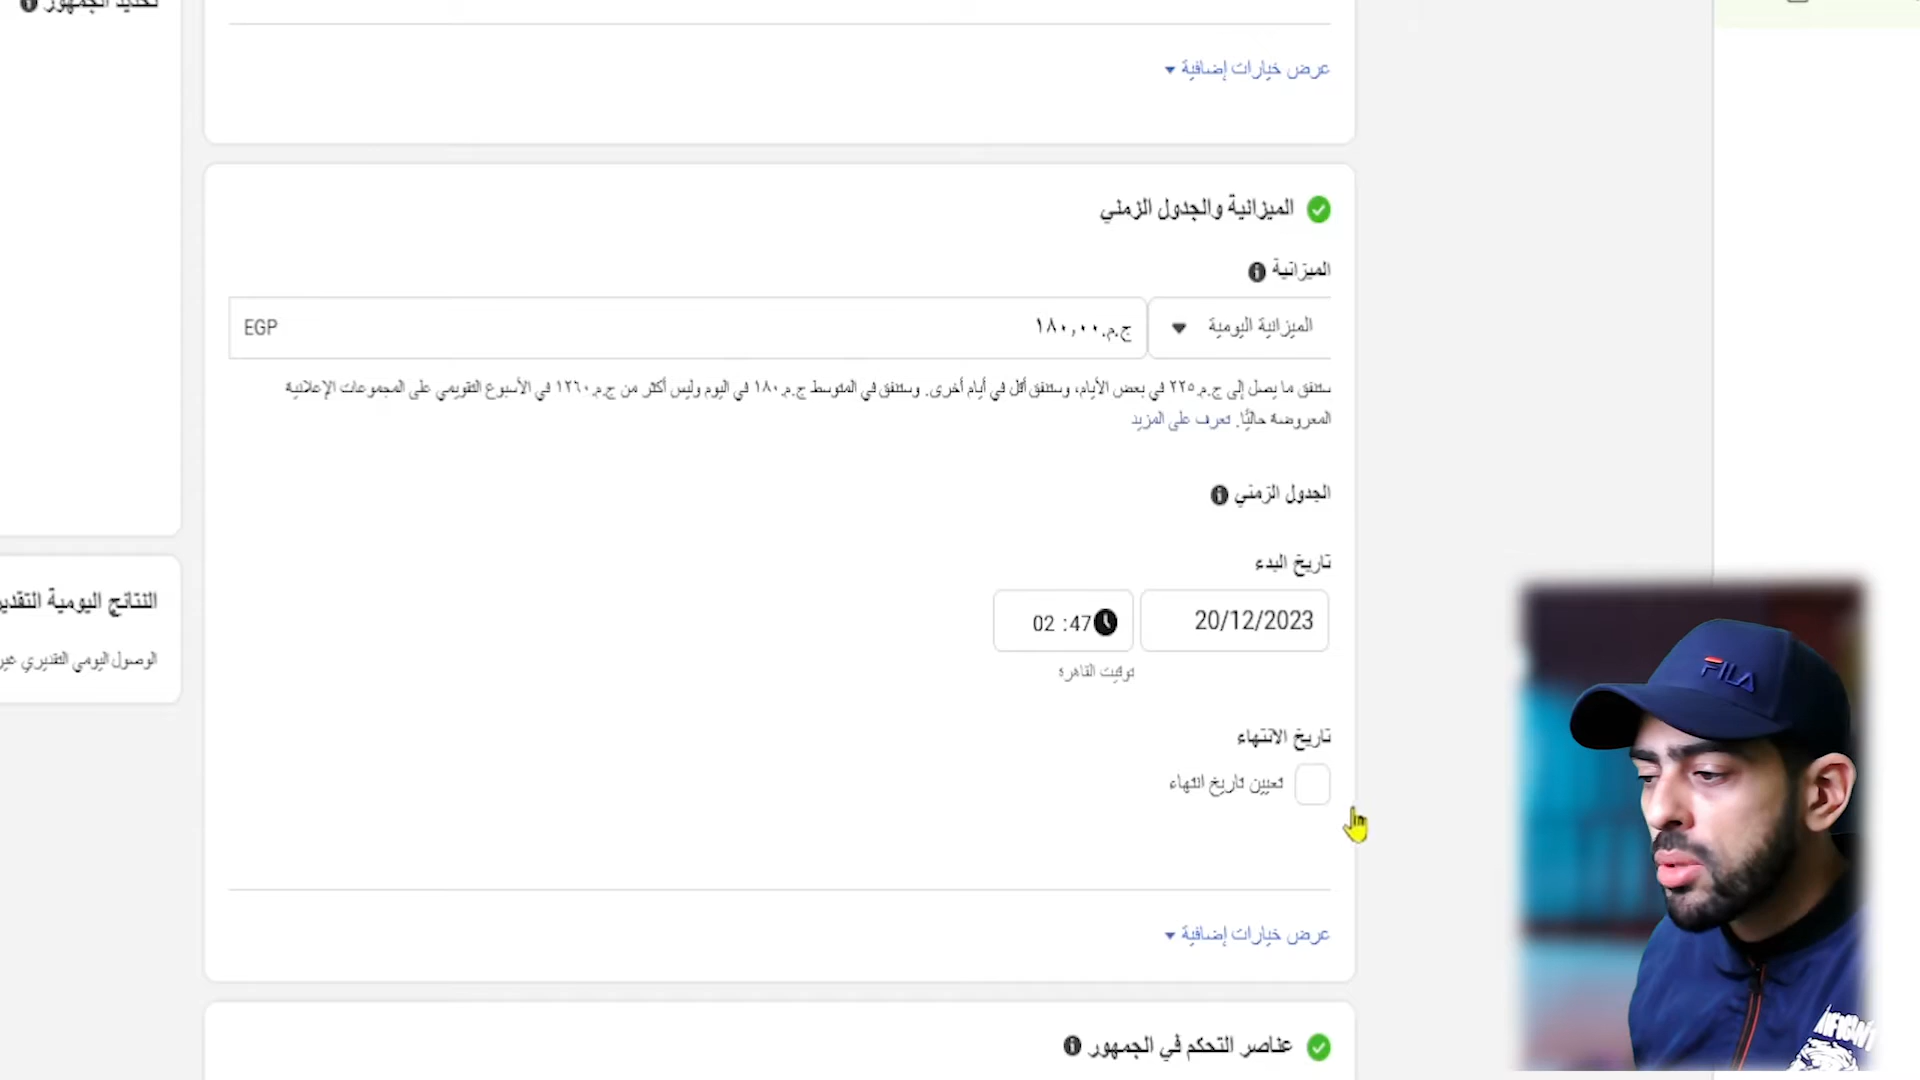 تحديد الجمهور
عرض خيارات إضافية
الميزانية والجدول الزمني
الميزانية
الميزانية اليومية
ج.م.١٨٠,٠٠
EGP
ستنفق ما يصل إلى ج.م.٢٢٥ في بعض الأيام، وستنفق أقل في أيام أخرى. وستنفق في المتوسط ج.م.١٨٠ في اليوم وليس أكثر من ج.م.١٢٦٠ في الأسبوع التقويمي على المجموعات الإعلانية
المعروضة حاليًا. تعرف على المزيد
الجدول الزمني
تاريخ البدء
20/12/2023
02 :47
توقيت القاهرة
تاريخ الانتهاء
تعيين تاريخ انتهاء
عرض خيارات إضافية
عناصر التحكم في الجمهور
النتائج اليومية
الوصول اليومي التقديري
FILA